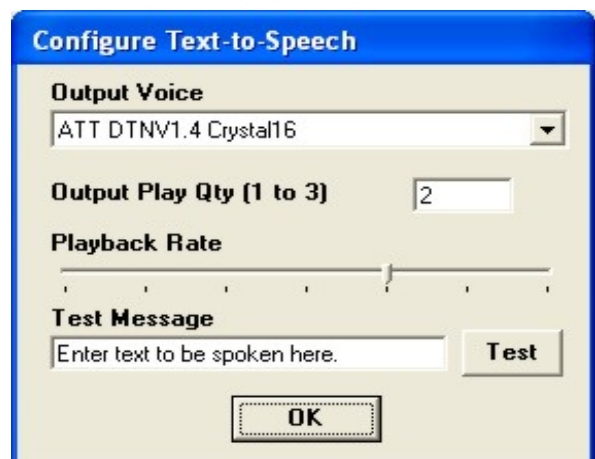 Configure Text-to-Speech
Output Voice
ATT DTNV1.4 Crystal16
Output Play Qty (1 to 3) 2
Playback Rate
Test Message
Enter text to be spoken here. Test
OK